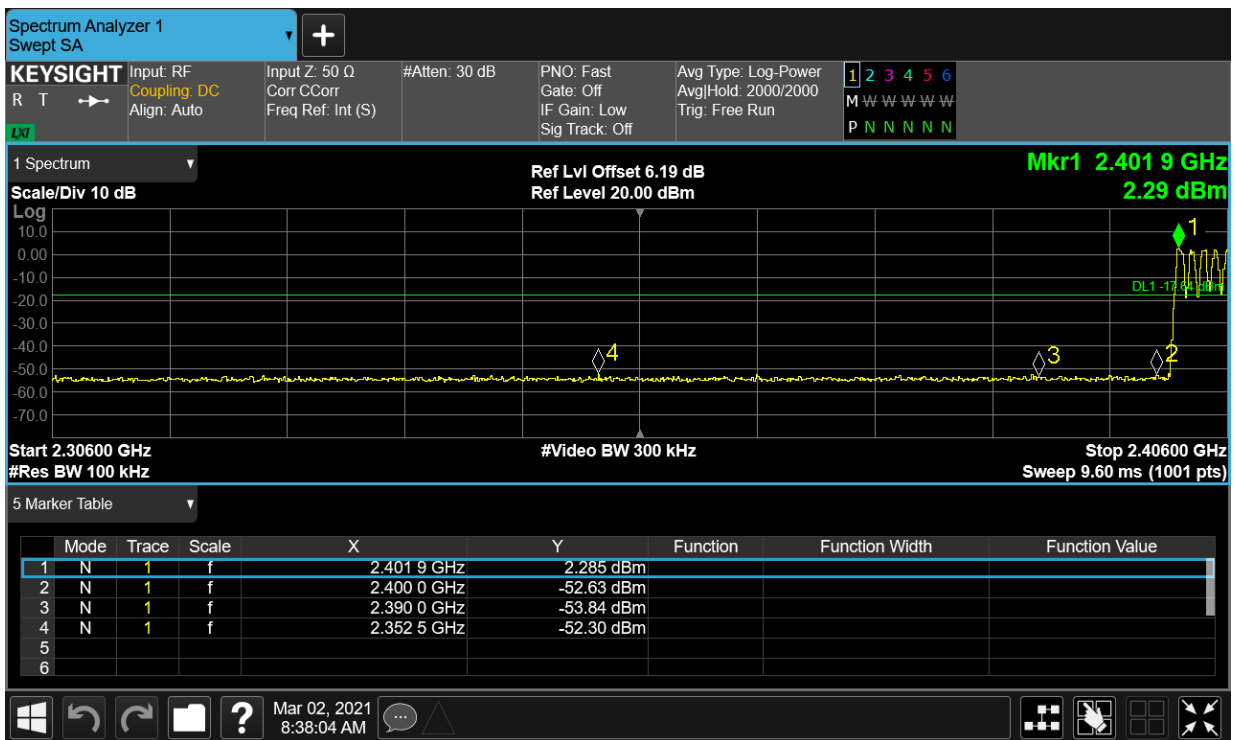 Spectrum Analyzer 1
Swept SA
KEYSIGHT
R T
LXI
Input: RF
Coupling: DC
Align: Auto
Input Z: 50 Ω
Corr CCorr
Freq Ref: Int (S)
#Atten: 30 dB
PNO: Fast
Gate: Off
IF Gain: Low
Sig Track: Off
Avg Type: Log-Power
Avg|Hold: 2000/2000
Trig: Free Run
1 2 3 4 5 6
M W W W W W
P N N N N N
1 Spectrum
Scale/Div 10 dB
Ref Lvl Offset 6.19 dB
Ref Level 20.00 dBm
Mkr1 2.401 9 GHz
2.29 dBm
Log
10.0
0.00
-10.0
-20.0
-30.0
-40.0
-50.0
-60.0
-70.0
1
DL1 -17.64 dBm
4
3
2
Start 2.30600 GHz
#Res BW 100 kHz
#Video BW 300 kHz
Stop 2.40600 GHz
Sweep 9.60 ms (1001 pts)
5 Marker Table
Mode Trace Scale X Y Function Function Width Function Value
1 N 1 f 2.401 9 GHz 2.285 dBm
2 N 1 f 2.400 0 GHz -52.63 dBm
3 N 1 f 2.390 0 GHz -53.84 dBm
4 N 1 f 2.352 5 GHz -52.30 dBm
5
6
?
Mar 02, 2021
8:38:04 AM